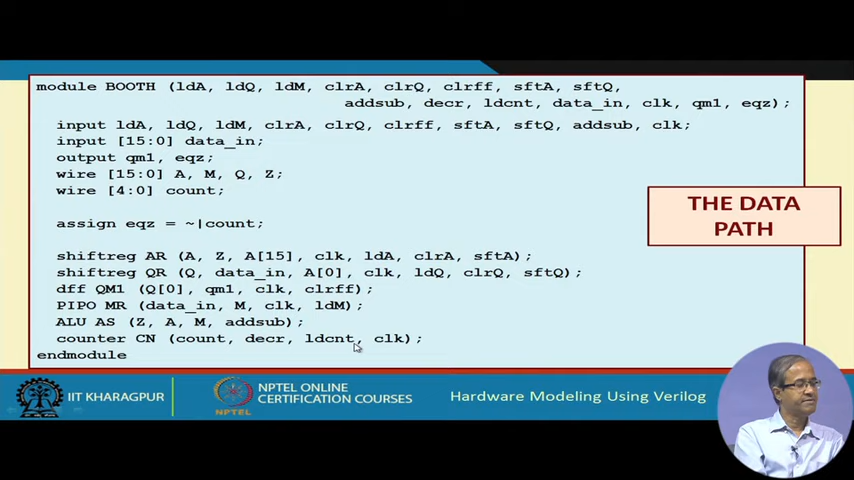 module BOOTH (ldA, ldQ, ldM, clrA, clrQ, clrff, sftA, sftQ,
addsub, decr, ldcnt, data_in, clk, qm1, eqz);
input ldA, ldQ, ldM, clrA, clrQ, clrff, sftA, sftQ, addsub, clk;
input [15:0] data_in;
output qm1, eqz;
wire [15:0] A, M, Q, Z;
wire [4:0] count;
assign eqz = ~|count;
shiftreg AR (A, Z, A[15], clk, ldA, clrA, sftA);
shiftreg QR (Q, data_in, A[0], clk, ldQ, clrQ, sftQ);
dff QM1 (Q[0], qm1, clk, clrff);
PIPO MR (data_in, M, clk, ldM);
ALU AS (Z, A, M, addsub);
counter CN (count, decr, ldcnt, clk);
endmodule
THE DATA
PATH
IIT KHARAGPUR
NPTEL
NPTEL ONLINE
CERTIFICATION COURSES
Hardware Modeling Using Verilog